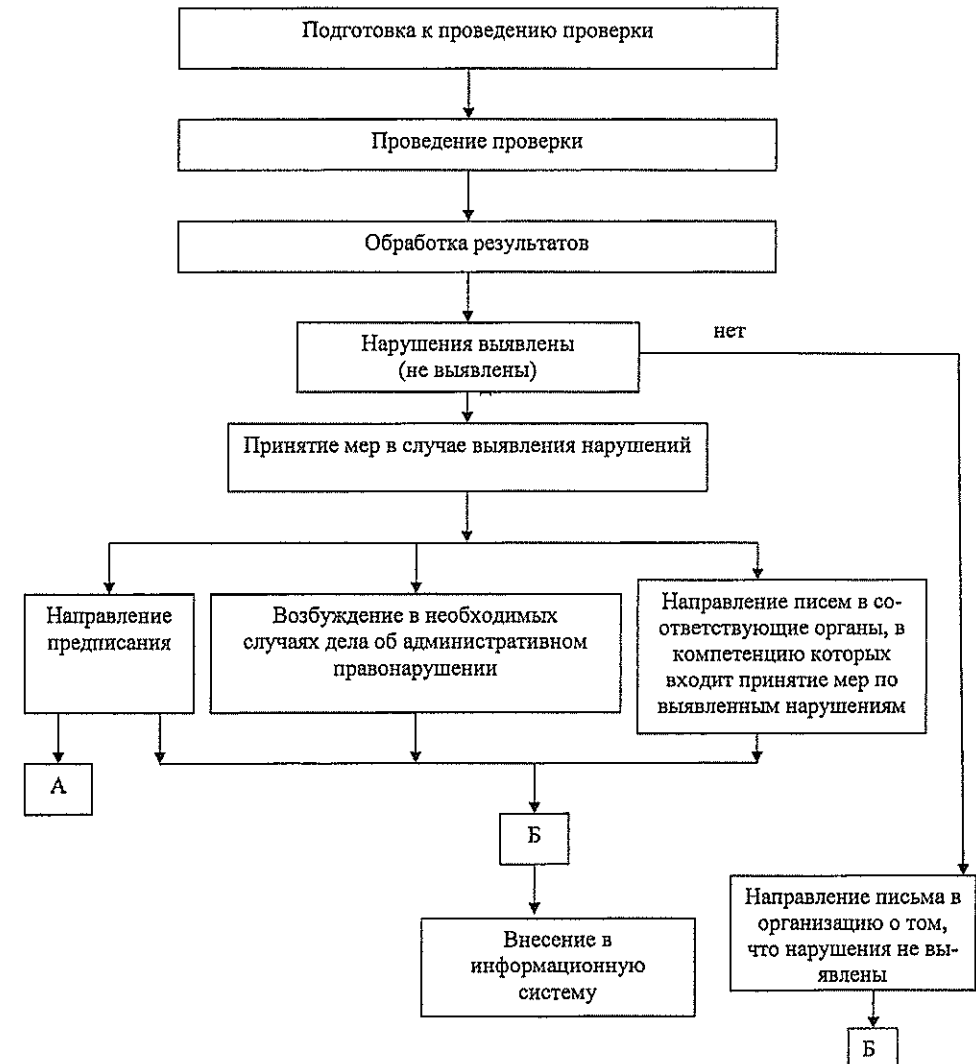 Подготовка к проведению проверки
Проведение проверки
Обработка результатов
Нарушения выявлены
(не выявлены)
нет
Принятие мер в случае выявления нарушений
Направление
предписания
Возбуждение в необходимых
случаях дела об административном
правонарушении
Направление писем в со-
ответствующие органы, в
компетенцию которых
входит принятие мер по
выявленным нарушениям
А
Б
Внесение в
информационную
систему
Направление письма в
организацию о том,
что нарушения не вы-
явлены
Б